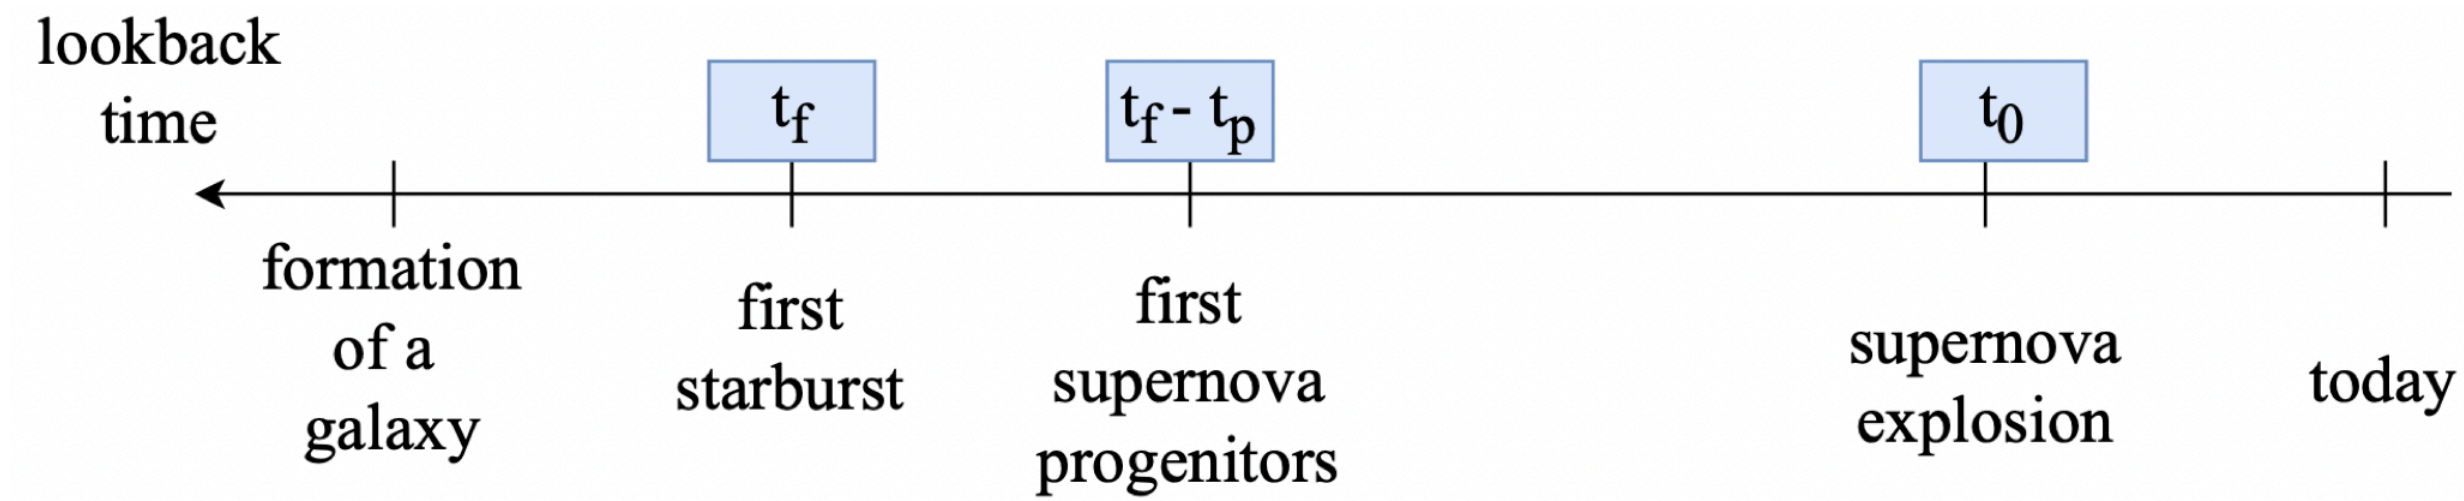 lookback
time
t_f
t_f - t_p
t_0
formation
of a
galaxy
first
starburst
first
supernova
progenitors
supernova
explosion
today